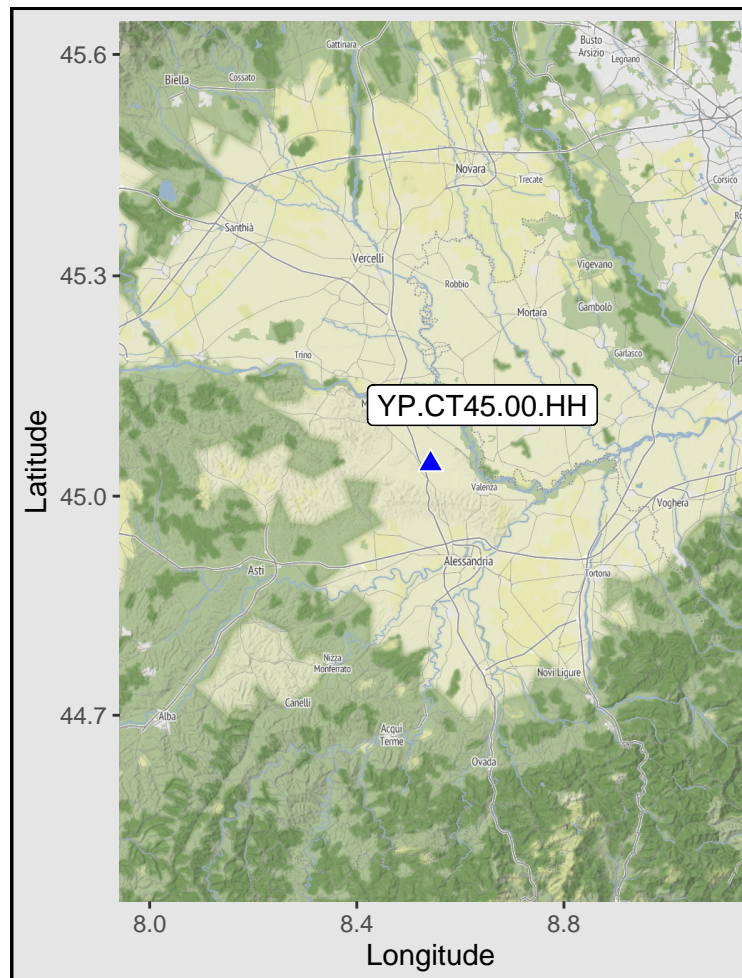 45.6
Gattinara
Busto
Arsizio
Legnano
Biella
Cossato
Novara
Trecate
Corsico
Santhià
45.3
Vercelli
Vigevano
Robbio
Gambolò
Mortara
Garlasco
Trino
YP.CT45.00.HH
Latitude
45.0
Valenza
Voghera
Alessandria
Asti
Tortona
Nizza
Monferrato
Novi Ligure
Canelli
44.7
Alba
Acqui
Terme
Ovada
8.0
8.4
8.8
Longitude